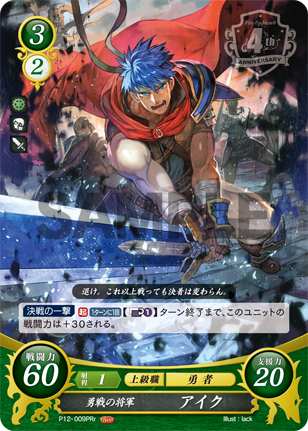 3
2
Fire Emblem 0
4th
ANNIVERSARY
SAMPLE
退け。これ以上戦っても決着は変わらん。
決戦の一撃 起 1ターンに1回 [1] ターン終了まで、このユニットの
戦闘力は+30される。
戦闘力
60
射程 1 上級職 勇者
支援力
20
勇戦の将軍 アイク
P12-009PRr
Illust : lack